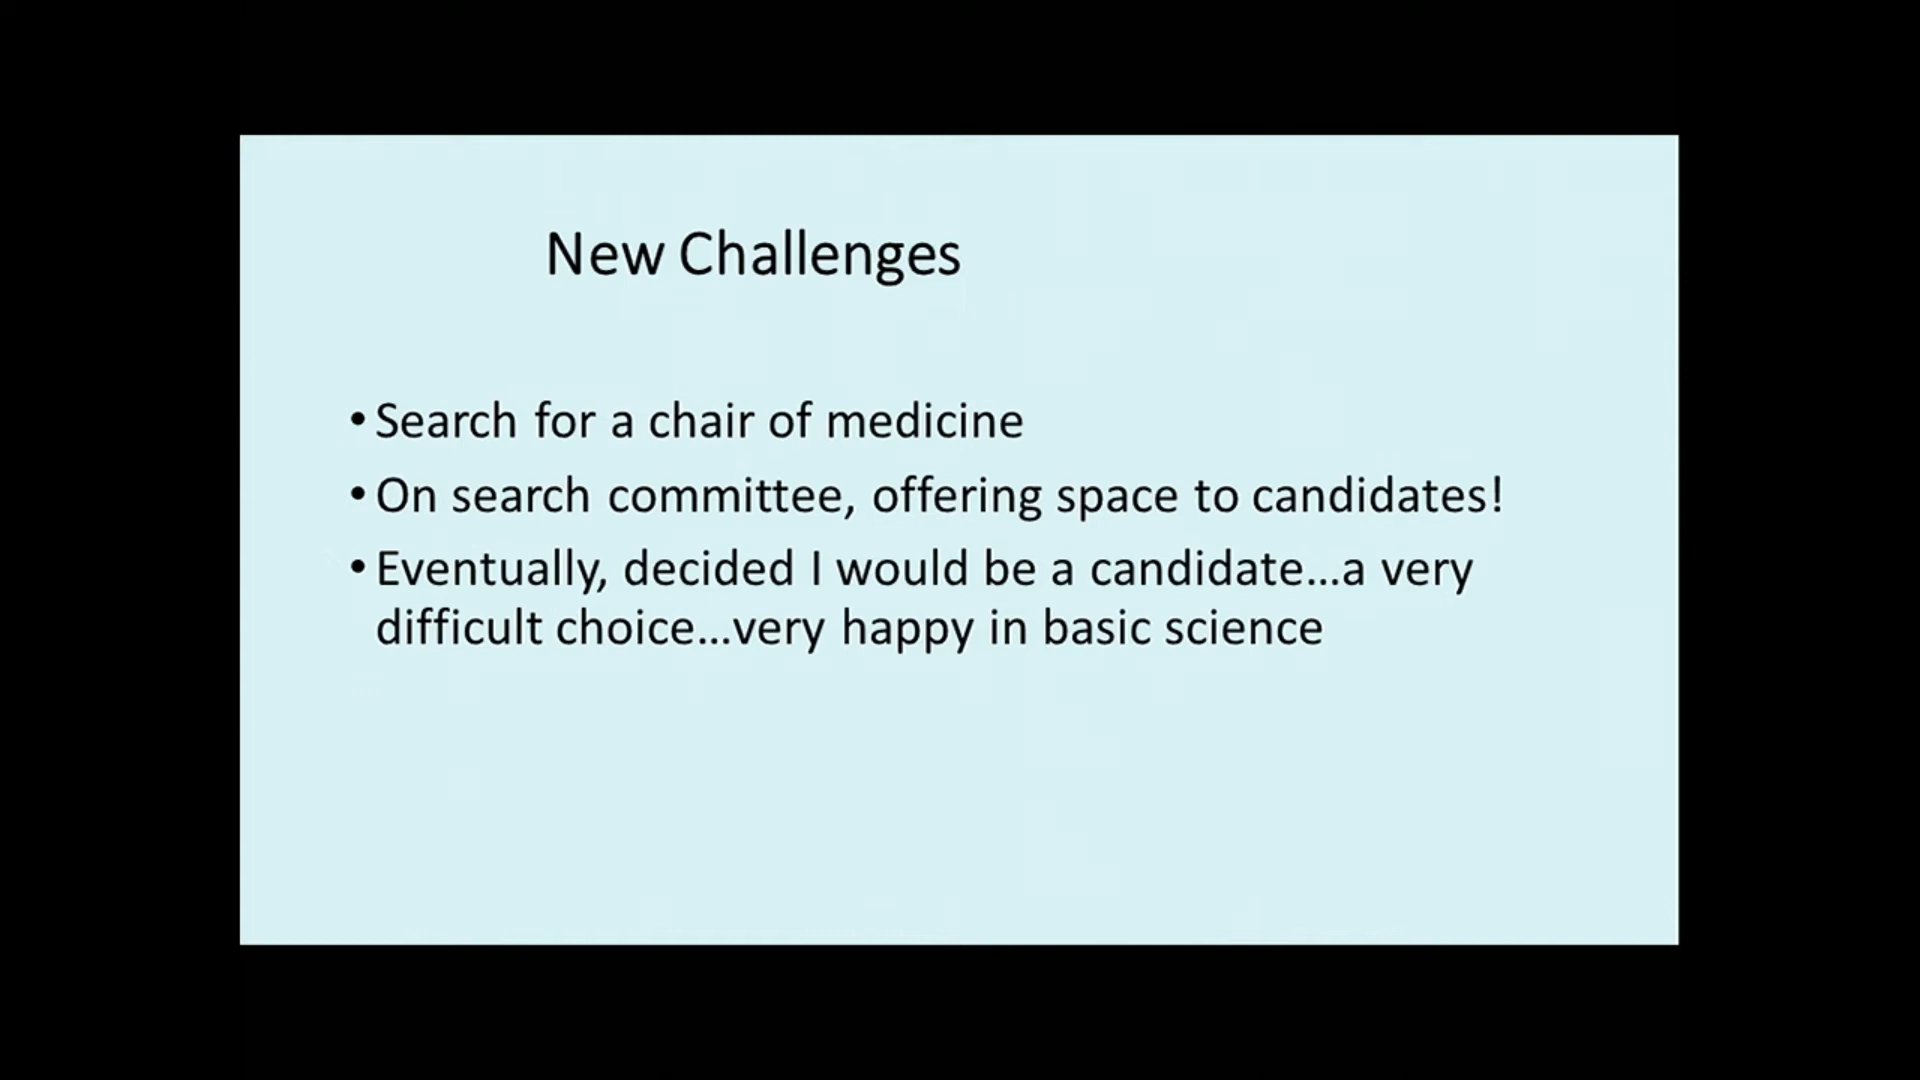 New Challenges
•Search for a chair of medicine
•On search committee, offering space to candidates!
•Eventually, decided I would be a candidate…a very
difficult choice…very happy in basic science